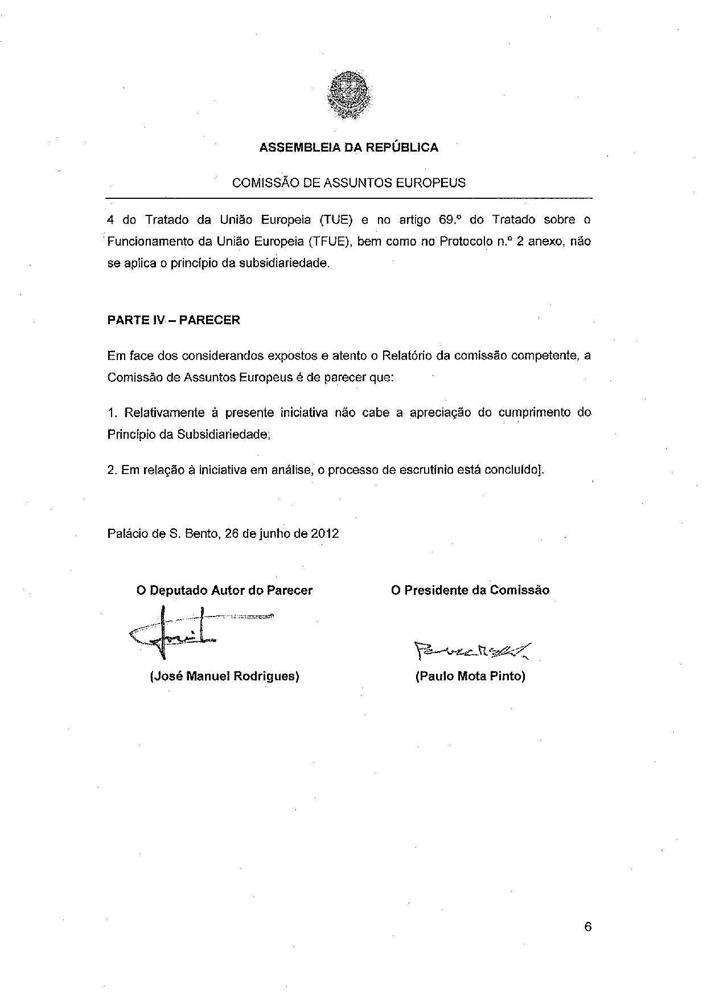 ASSEMBLEIA DA REPÚBLICA
COMISSÃO DE ASSUNTOS EUROPEUS
4 do Tratado da União Europeia (TUE) e no artigo 69.º do Tratado sobre o
Funcionamento da União Europeia (TFUE), bem como no Protocolo n.º 2 anexo, não
se aplica o princípio da subsidiariedade.
PARTE IV – PARECER
Em face dos considerandos expostos e atento o Relatório da comissão competente, a
Comissão de Assuntos Europeus é de parecer que:
1. Relativamente à presente iniciativa não cabe a apreciação do cumprimento do
Princípio da Subsidiariedade;
2. Em relação à iniciativa em análise, o processo de escrutínio está concluído].
Palácio de S. Bento, 26 de junho de 2012
O Deputado Autor do Parecer O Presidente da Comissão
(José Manuel Rodrigues) (Paulo Mota Pinto)
6